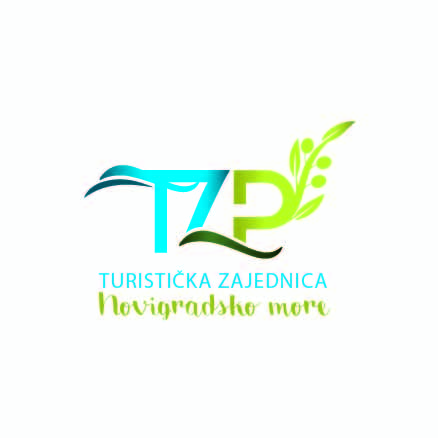 TZP
TURISTIČKA ZAJEDNICA
Novigradsko more